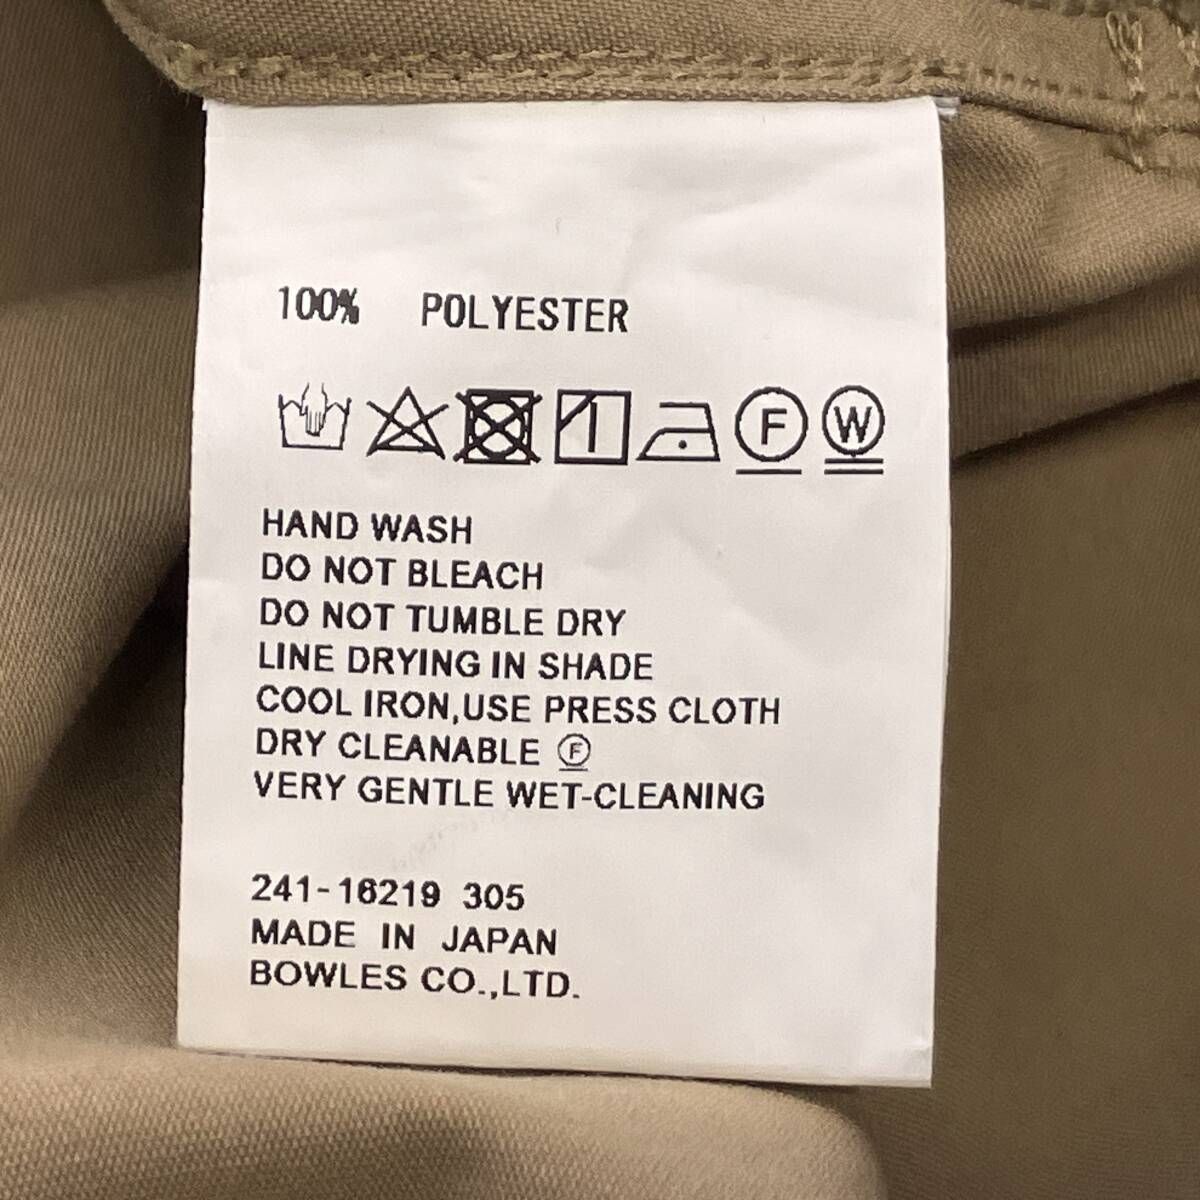 100% POLYESTER
F W
HAND WASH
DO NOT BLEACH
DO NOT TUMBLE DRY
LINE DRYING IN SHADE
COOL IRON,USE PRESS CLOTH
DRY CLEANABLE Ⓕ
VERY GENTLE WET-CLEANING
241-16219 305
MADE IN JAPAN
BOWLES CO.,LTD.